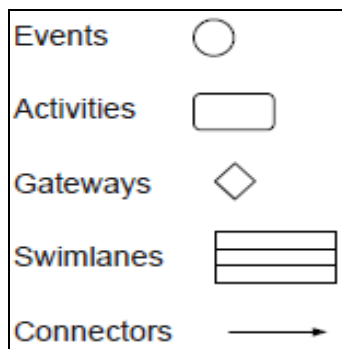 Events
Activities
Gateways
Swimlanes
Connectors